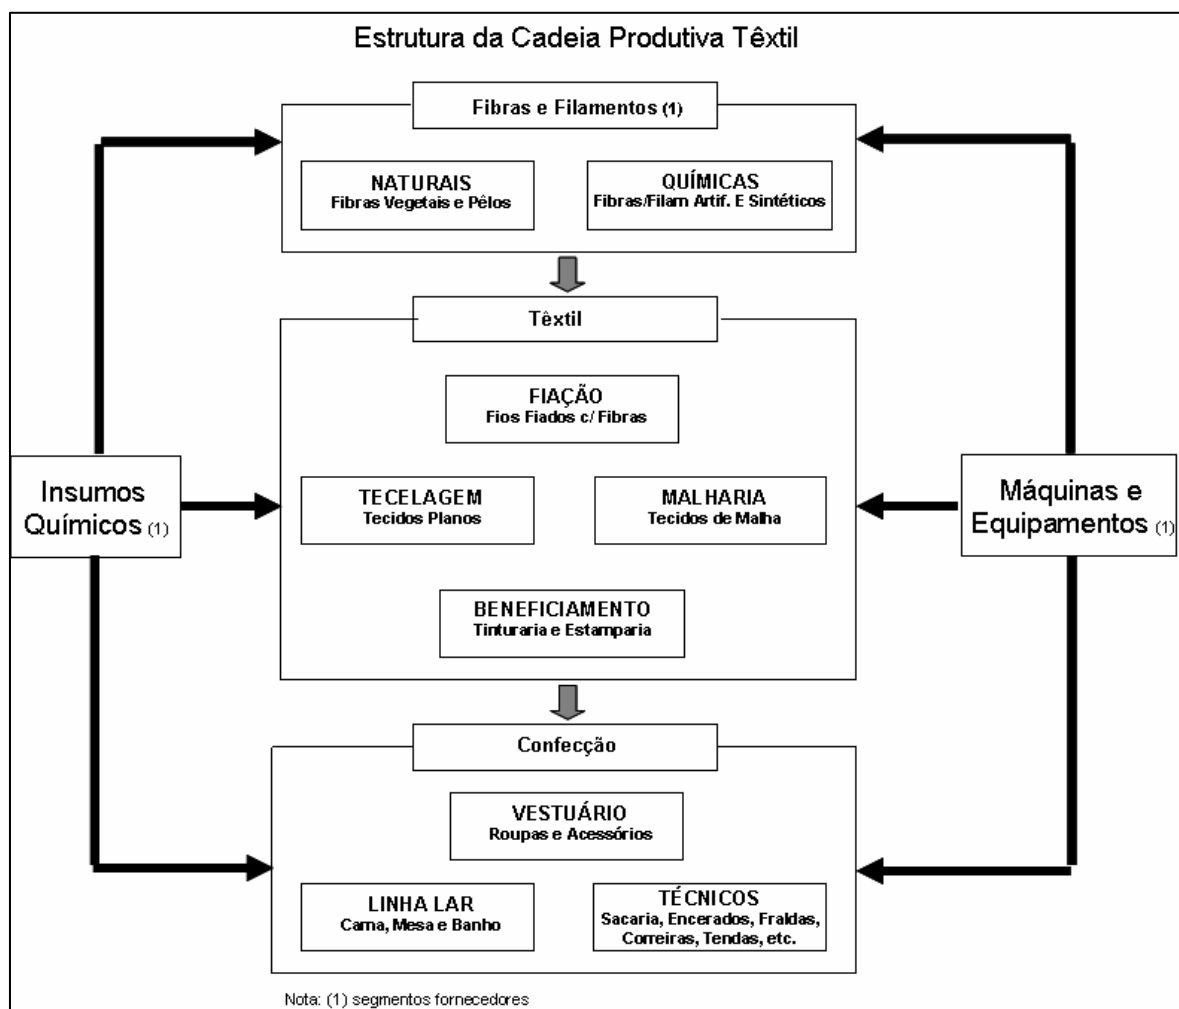 Estrutura da Cadeia Produtiva Têxtil
Fibras e Filamentos (1)
NATURAIS
Fibras Vegetais e Pêlos
QUÍMICAS
Fibras/Filam Artif. E Sintéticos
Têxtil
FIAÇÃO
Fios Fiados c/ Fibras
Insumos
Químicos (1)
TECELAGEM
Tecidos Planos
MALHARIA
Tecidos de Malha
Máquinas e
Equipamentos (1)
BENEFICIAMENTO
Tinturaria e Estamparia
Confecção
VESTUÁRIO
Roupas e Acessórios
LINHA LAR
Cama, Mesa e Banho
TÉCNICOS
Sacaria, Encerados, Fraldas,
Correiras, Tendas, etc.
Nota: (1) segmentos fornecedores